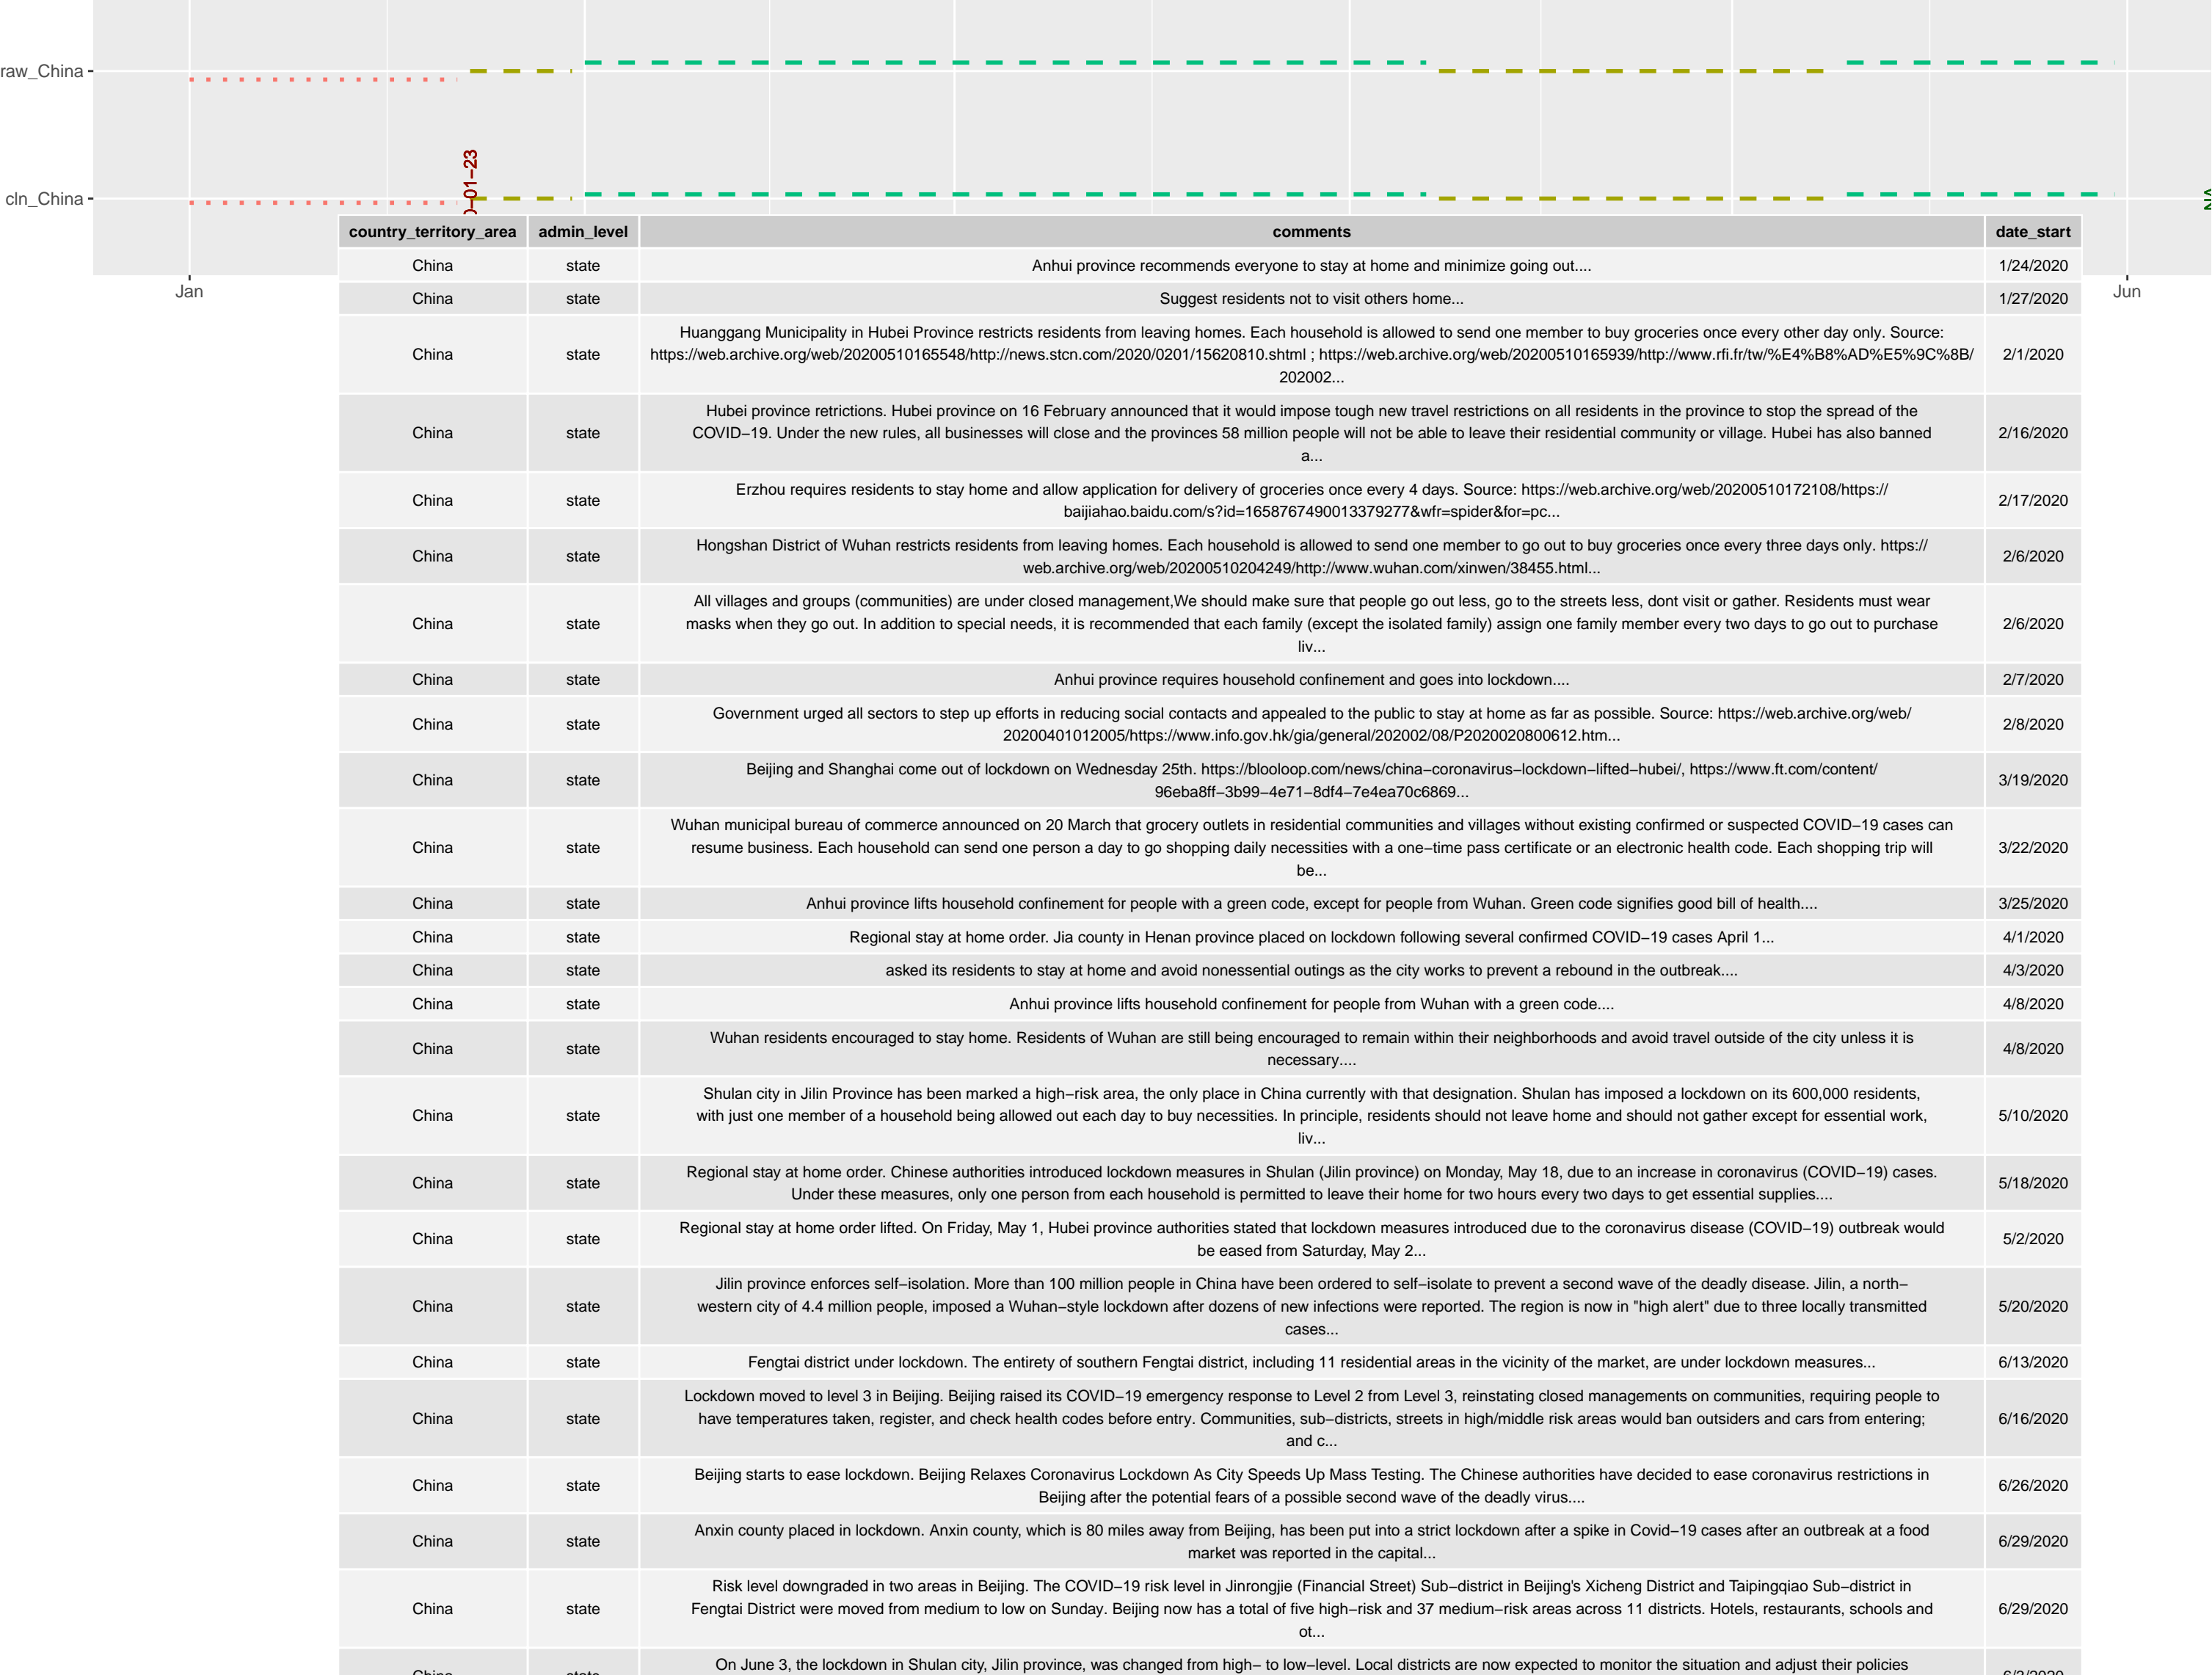 raw_China
cln_China
0−01−23
NA
Jan
Jun
country_territory_area admin_level comments date_start
China state Anhui province recommends everyone to stay at home and minimize going out.... 1/24/2020
China state Suggest residents not to visit others home... 1/27/2020
Huanggang Municipality in Hubei Province restricts residents from leaving homes. Each household is allowed to send one member to buy groceries once every other day only. Source:
China state https://web.archive.org/web/20200510165548/http://news.stcn.com/2020/0201/15620810.shtml ; https://web.archive.org/web/20200510165939/http://www.rfi.fr/tw/%E4%B8%AD%E5%9C%8B/ 2/1/2020
202002...
Hubei province retrictions. Hubei province on 16 February announced that it would impose tough new travel restrictions on all residents in the province to stop the spread of the
China state COVID−19. Under the new rules, all businesses will close and the provinces 58 million people will not be able to leave their residential community or village. Hubei has also banned 2/16/2020
a...
Erzhou requires residents to stay home and allow application for delivery of groceries once every 4 days. Source: https://web.archive.org/web/20200510172108/https://
China state 2/17/2020
baijiahao.baidu.com/s?id=1658767490013379277&wfr=spider&for=pc...
Hongshan District of Wuhan restricts residents from leaving homes. Each household is allowed to send one member to go out to buy groceries once every three days only. https://
China state 2/6/2020
web.archive.org/web/20200510204249/http://www.wuhan.com/xinwen/38455.html...
All villages and groups (communities) are under closed management,We should make sure that people go out less, go to the streets less, dont visit or gather. Residents must wear
China state masks when they go out. In addition to special needs, it is recommended that each family (except the isolated family) assign one family member every two days to go out to purchase 2/6/2020
liv...
China state Anhui province requires household confinement and goes into lockdown.... 2/7/2020
Government urged all sectors to step up efforts in reducing social contacts and appealed to the public to stay at home as far as possible. Source: https://web.archive.org/web/
China state 2/8/2020
20200401012005/https://www.info.gov.hk/gia/general/202002/08/P2020020800612.htm...
Beijing and Shanghai come out of lockdown on Wednesday 25th. https://blooloop.com/news/china−coronavirus−lockdown−lifted−hubei/, https://www.ft.com/content/
China state 3/19/2020
96eba8ff−3b99−4e71−8df4−7e4ea70c6869...
Wuhan municipal bureau of commerce announced on 20 March that grocery outlets in residential communities and villages without existing confirmed or suspected COVID−19 cases can
China state resume business. Each household can send one person a day to go shopping daily necessities with a one−time pass certificate or an electronic health code. Each shopping trip will 3/22/2020
be...
China state Anhui province lifts household confinement for people with a green code, except for people from Wuhan. Green code signifies good bill of health.... 3/25/2020
China state Regional stay at home order. Jia county in Henan province placed on lockdown following several confirmed COVID−19 cases April 1... 4/1/2020
China state asked its residents to stay at home and avoid nonessential outings as the city works to prevent a rebound in the outbreak.... 4/3/2020
China state Anhui province lifts household confinement for people from Wuhan with a green code.... 4/8/2020
Wuhan residents encouraged to stay home. Residents of Wuhan are still being encouraged to remain within their neighborhoods and avoid travel outside of the city unless it is
China state 4/8/2020
necessary....
Shulan city in Jilin Province has been marked a high−risk area, the only place in China currently with that designation. Shulan has imposed a lockdown on its 600,000 residents,
China state with just one member of a household being allowed out each day to buy necessities. In principle, residents should not leave home and should not gather except for essential work, 5/10/2020
liv...
Regional stay at home order. Chinese authorities introduced lockdown measures in Shulan (Jilin province) on Monday, May 18, due to an increase in coronavirus (COVID−19) cases.
China state 5/18/2020
Under these measures, only one person from each household is permitted to leave their home for two hours every two days to get essential supplies....
Regional stay at home order lifted. On Friday, May 1, Hubei province authorities stated that lockdown measures introduced due to the coronavirus disease (COVID−19) outbreak would
China state 5/2/2020
be eased from Saturday, May 2...
Jilin province enforces self−isolation. More than 100 million people in China have been ordered to self−isolate to prevent a second wave of the deadly disease. Jilin, a north−
China state western city of 4.4 million people, imposed a Wuhan−style lockdown after dozens of new infections were reported. The region is now in "high alert" due to three locally transmitted 5/20/2020
cases...
China state Fengtai district under lockdown. The entirety of southern Fengtai district, including 11 residential areas in the vicinity of the market, are under lockdown measures... 6/13/2020
Lockdown moved to level 3 in Beijing. Beijing raised its COVID−19 emergency response to Level 2 from Level 3, reinstating closed managements on communities, requiring people to
China state have temperatures taken, register, and check health codes before entry. Communities, sub−districts, streets in high/middle risk areas would ban outsiders and cars from entering; 6/16/2020
and c...
Beijing starts to ease lockdown. Beijing Relaxes Coronavirus Lockdown As City Speeds Up Mass Testing. The Chinese authorities have decided to ease coronavirus restrictions in
China state 6/26/2020
Beijing after the potential fears of a possible second wave of the deadly virus....
Anxin county placed in lockdown. Anxin county, which is 80 miles away from Beijing, has been put into a strict lockdown after a spike in Covid−19 cases after an outbreak at a food
China state 6/29/2020
market was reported in the capital...
Risk level downgraded in two areas in Beijing. The COVID−19 risk level in Jinrongjie (Financial Street) Sub−district in Beijing's Xicheng District and Taipingqiao Sub−district in
China state Fengtai District were moved from medium to low on Sunday. Beijing now has a total of five high−risk and 37 medium−risk areas across 11 districts. Hotels, restaurants, schools and 6/29/2020
ot...
On June 3, the lockdown in Shulan city, Jilin province, was changed from high− to low−level. Local districts are now expected to monitor the situation and adjust their policies